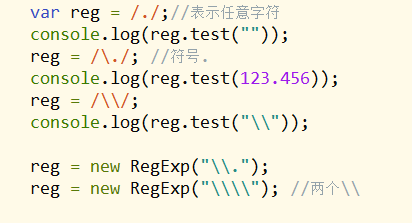 var reg = /./;//表示任意字符
console.log(reg.test(""));
reg = /\./; //符号.
console.log(reg.test(123.456));
reg = /\\/;
console.log(reg.test("\\"));
reg = new RegExp("\\.");
reg = new RegExp("\\\\"); //两个\\